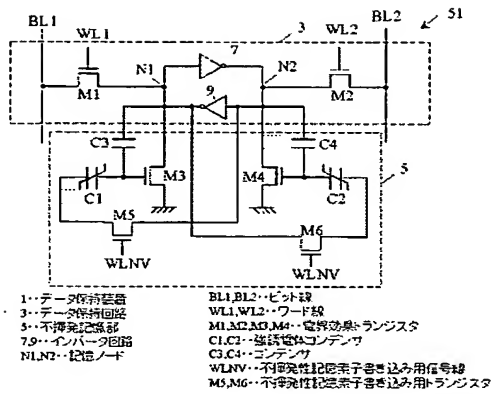 BL1
BL2
51
WL1
3
WL2
7
N1
N2
M1
M2
9
C3
C4
M3
M4
5
C1
C2
M5
M6
WLNV
WLNV
1‥データ保持装置
3‥データ保持回路
5‥不揮発記憶部
7,9‥インバータ回路
N1,N2‥記憶ノード
BL1,BL2‥ビット線
WL1,WL2‥ワード線
M1,M2,M3,M4‥電界効果トランジスタ
C1,C2‥強誘電体コンデンサ
C3,C4‥コンデンサ
WLNV‥不揮発性記憶素子書き込み用信号線
M5,M6‥不揮発性記憶素子書き込み用トランジスタ